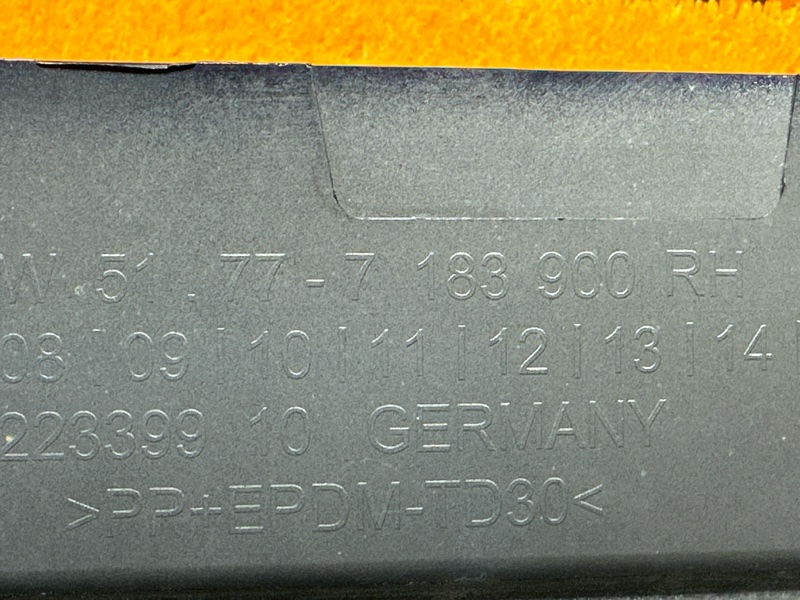 W 51.77-7 183 900 RH
08 | 09 | 10 | 11 | 12 | 13 | 14 |
223399 10 GERMANY
>PP+EPDM-TD30<